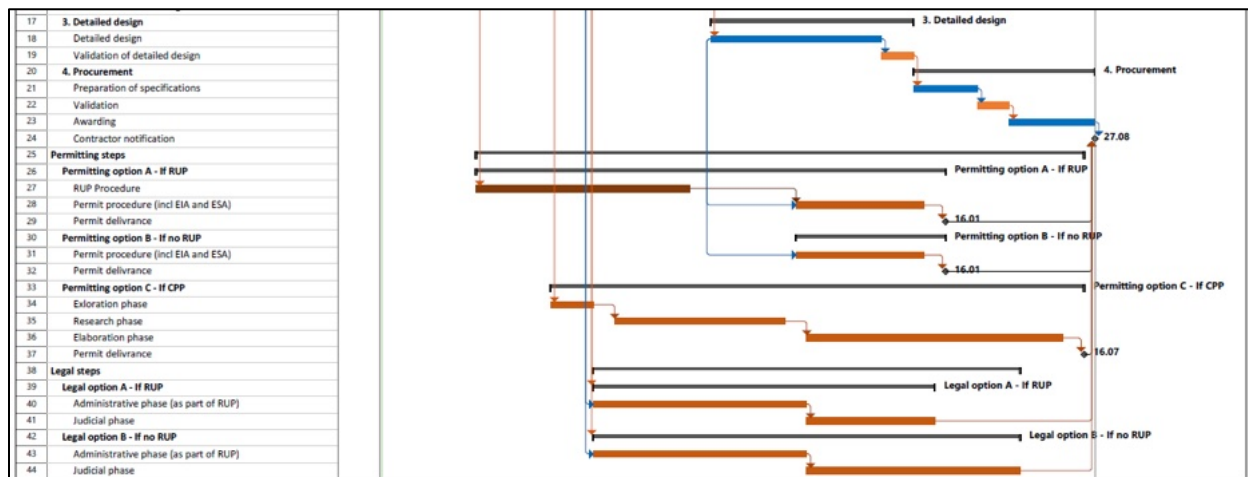 17 3. Detailed design 3. Detailed design
18 Detailed design
19 Validation of detailed design
20 4. Procurement 4. Procurement
21 Preparation of specifications
22 Validation
23 Awarding
24 Contractor notification 27.08
25 Permitting steps
26 Permitting option A - If RUP Permitting option A - If RUP
27 RUP Procedure
28 Permit procedure (incl EIA and ESA)
29 Permit delivrance 16.01
30 Permitting option B - If no RUP Permitting option B - If no RUP
31 Permit procedure (incl EIA and ESA)
32 Permit delivrance 16.01
33 Permitting option C - If CPP Permitting option C - If CPP
34 Exloration phase
35 Research phase
36 Elaboration phase
37 Permit delivrance 16.07
38 Legal steps
39 Legal option A - If RUP Legal option A - If RUP
40 Administrative phase (as part of RUP)
41 Judicial phase
42 Legal option B - If no RUP Legal option B - If no RUP
43 Administrative phase (as part of RUP)
44 Judicial phase